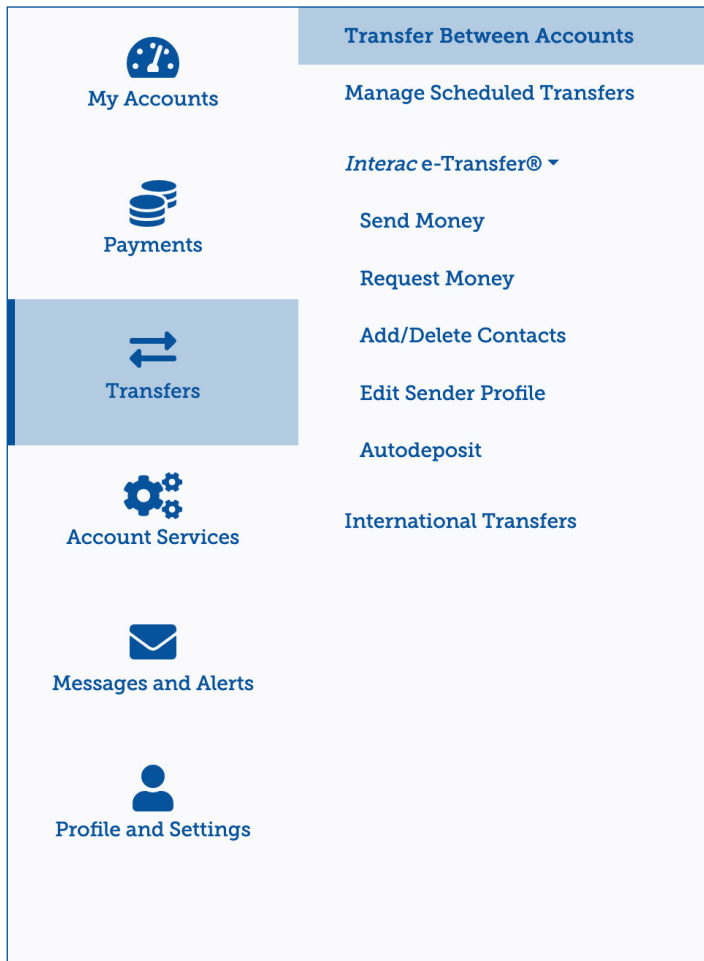 My Accounts
Payments
Transfers
Account Services
Messages and Alerts
Profile and Settings
Transfer Between Accounts
Manage Scheduled Transfers
Interac e-Transfer®
Send Money
Request Money
Add/Delete Contacts
Edit Sender Profile
Autodeposit
International Transfers